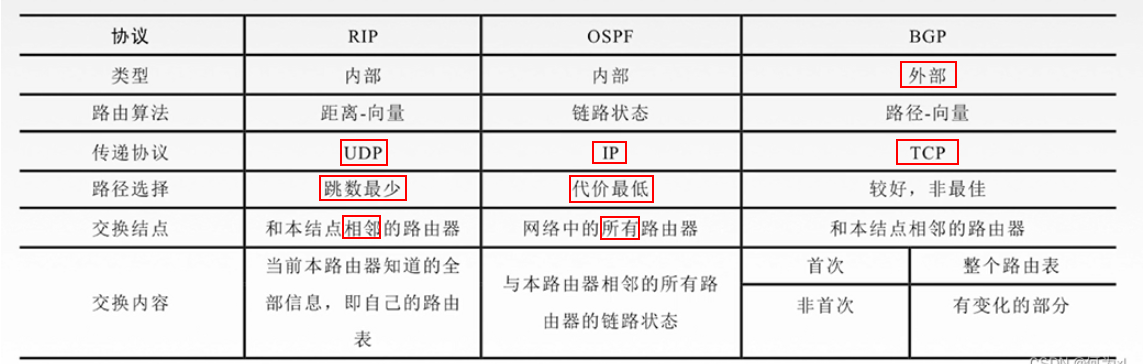 协议 RIP OSPF BGP
类型 内部 内部 外部
路由算法 距离-向量 链路状态 路径-向量
传递协议 UDP IP TCP
路径选择 跳数最少 代价最低 较好，非最佳
交换结点 和本结点相邻的路由器 网络中的所有路由器 和本结点相邻的路由器
交换内容
当前本路由器知道的全
部信息，即自己的路由
表
与本路由器相邻的所有路
由器的链路状态
首次 整个路由表
非首次 有变化的部分